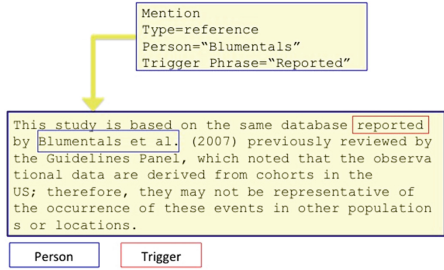 Mention
Type=reference
Person=“Blumentals”
Trigger Phrase=“Reported”
This study is based on the same database reported
by Blumentals et al. (2007) previously reviewed by
the Guidelines Panel, which noted that the observa
tional data are derived from cohorts in the
US; therefore, they may not be representative of
the occurrence of these events in other population
s or locations.
Person
Trigger